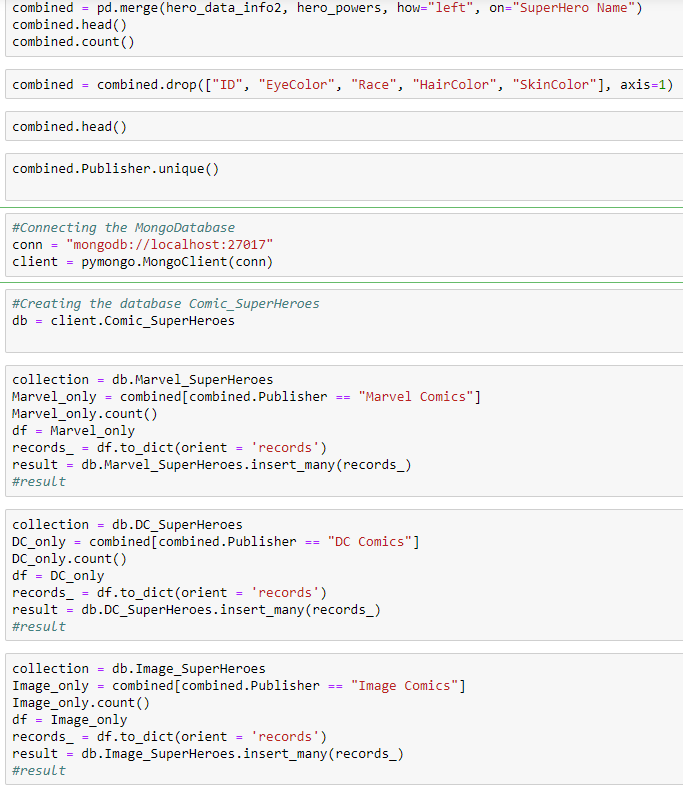 combined = pd.merge(hero_data_info2, hero_powers, how="left", on="SuperHero Name")
combined.head()
combined.count()
combined = combined.drop(["ID", "EyeColor", "Race", "HairColor", "SkinColor"], axis=1)
combined.head()
combined.Publisher.unique()
#Connecting the MongoDatabase
conn = "mongodb://localhost:27017"
client = pymongo.MongoClient(conn)
#Creating the database Comic_SuperHeroes
db = client.Comic_SuperHeroes
collection = db.Marvel_SuperHeroes
Marvel_only = combined[combined.Publisher == "Marvel Comics"]
Marvel_only.count()
df = Marvel_only
records_ = df.to_dict(orient = 'records')
result = db.Marvel_SuperHeroes.insert_many(records_)
#result
collection = db.DC_SuperHeroes
DC_only = combined[combined.Publisher == "DC Comics"]
DC_only.count()
df = DC_only
records_ = df.to_dict(orient = 'records')
result = db.DC_SuperHeroes.insert_many(records_)
#result
collection = db.Image_SuperHeroes
Image_only = combined[combined.Publisher == "Image Comics"]
Image_only.count()
df = Image_only
records_ = df.to_dict(orient = 'records')
result = db.Image_SuperHeroes.insert_many(records_)
#result